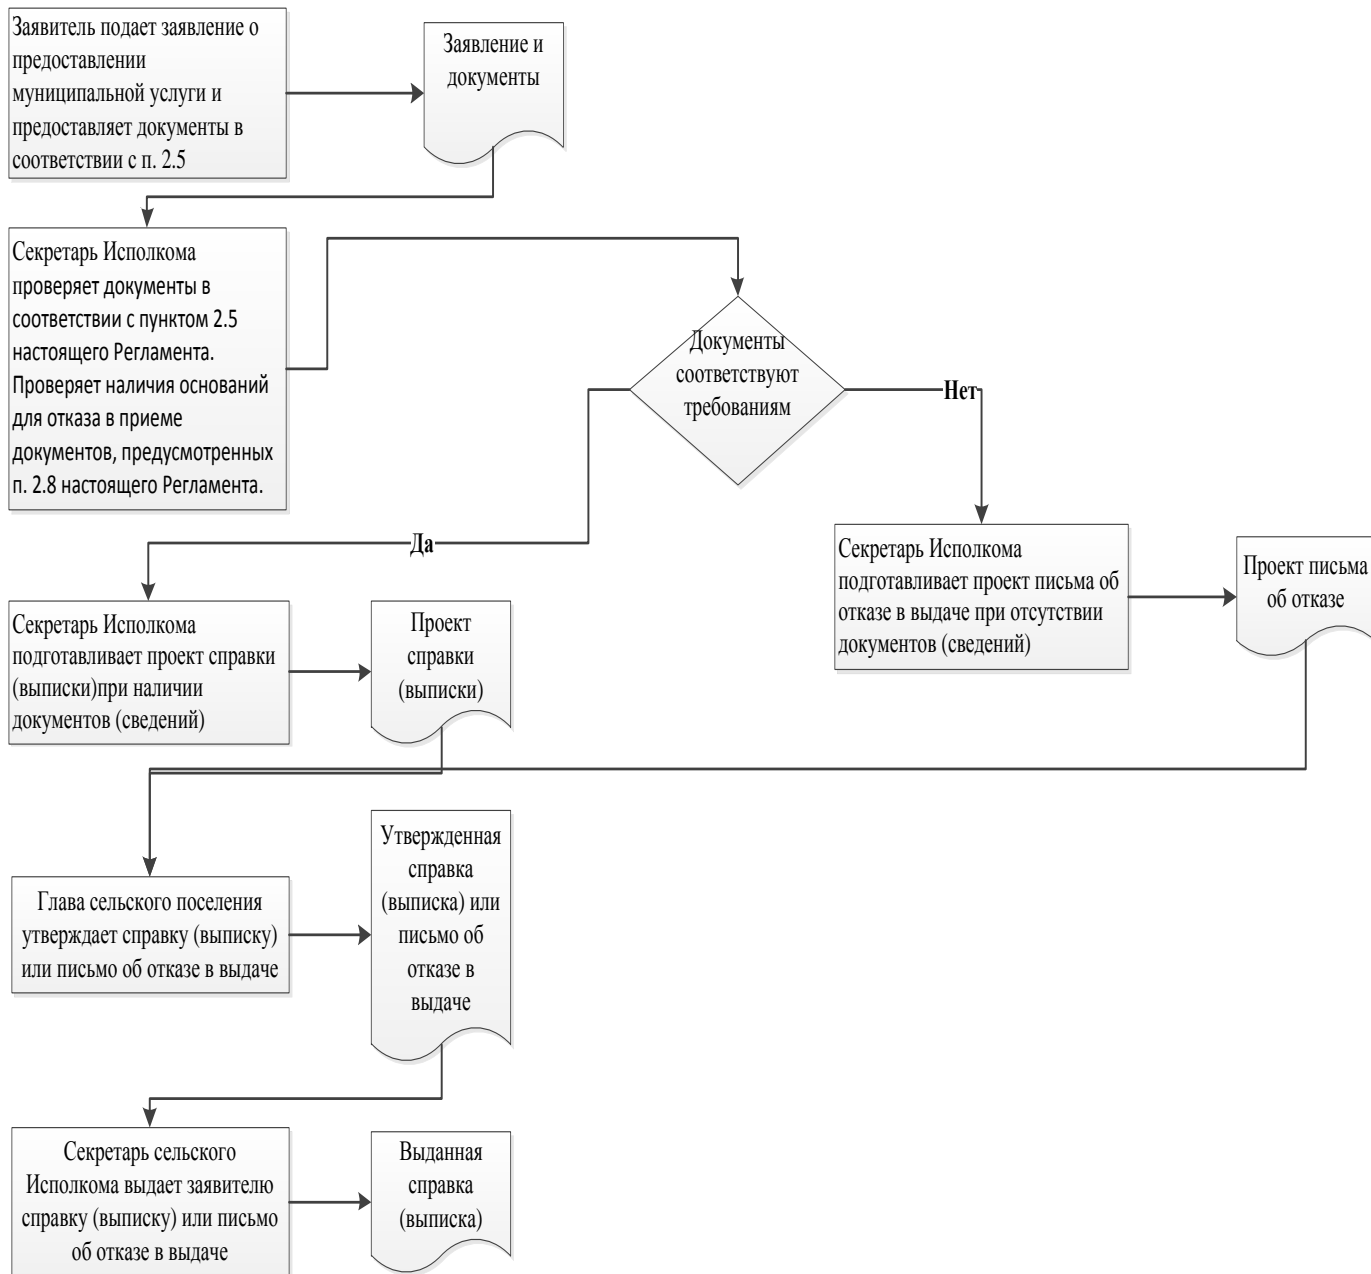 Заявитель подает заявление о
предоставлении
муниципальной услуги и
предоставляет документы в
соответствии с п. 2.5
Заявление и
документы
Секретарь Исполкома
проверяет документы в
соответствии с пунктом 2.5
настоящего Регламента.
Проверяет наличия оснований
для отказа в приеме
документов, предусмотренных
п. 2.8 настоящего Регламента.
Документы
соответствуют
требованиям
Нет
Да
Секретарь Исполкома
подготавливает проект письма об
отказе в выдаче при отсутствии
документов (сведений)
Проект письма
об отказе
Секретарь Исполкома
подготавливает проект справки
(выписки)при наличии
документов (сведений)
Проект
справки
(выписки)
Глава сельского поселения
утверждает справку (выписку)
или письмо об отказе в выдаче
Утвержденная
справка
(выписка) или
письмо об
отказе в
выдаче
Секретарь сельского
Исполкома выдает заявителю
справку (выписку) или письмо
об отказе в выдаче
Выданная
справка
(выписка)